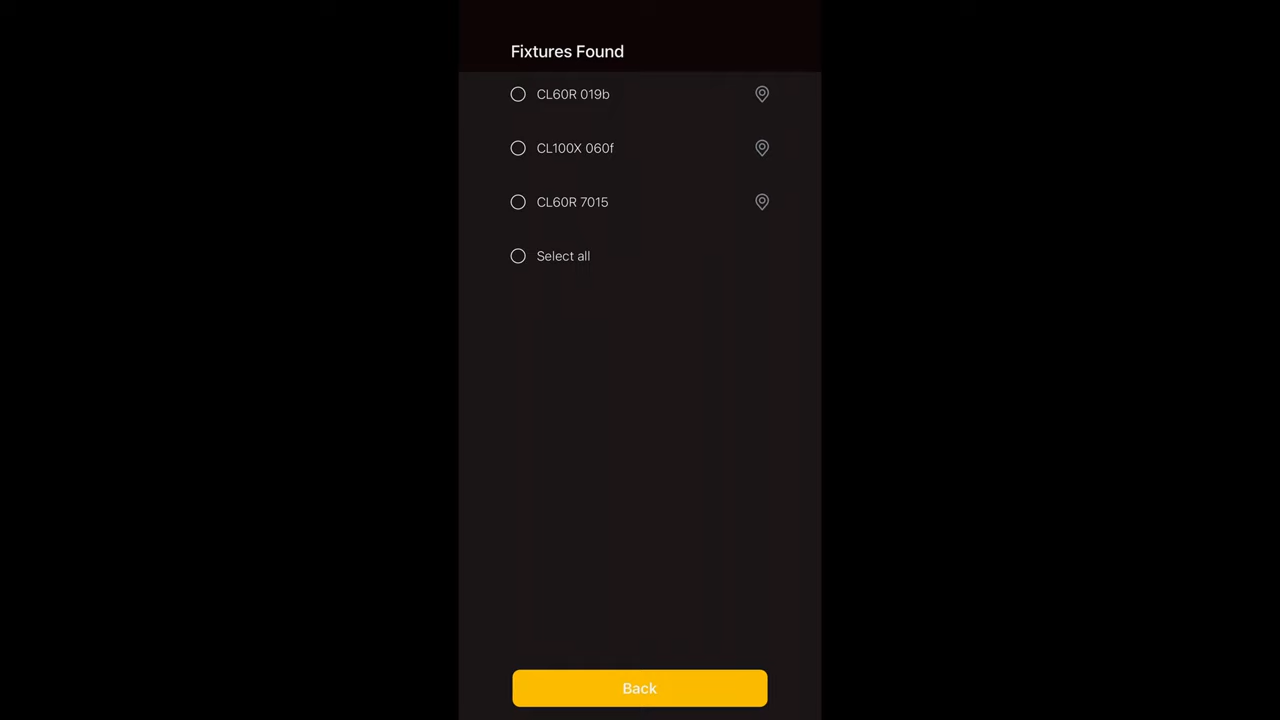 Fixtures Found
CL60R 019b
CL100X 060f
CL60R 7015
Select all
Back